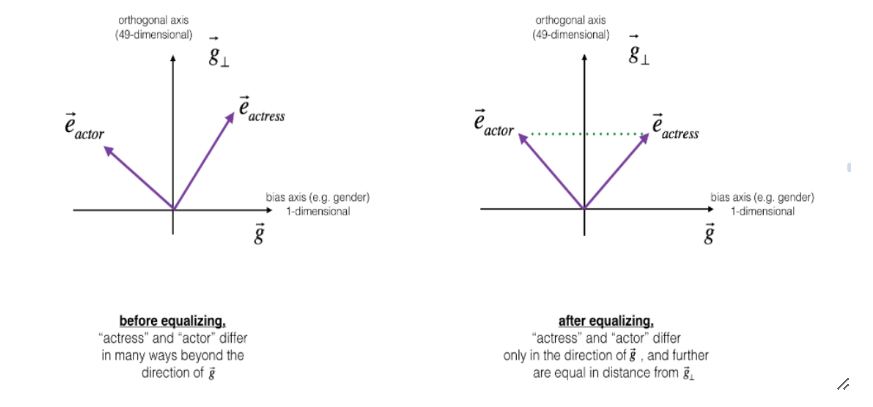 orthogonal axis
(49-dimensional)
g⃗⊥
e⃗actor
e⃗actress
bias axis (e.g. gender)
1-dimensional
g⃗
before equalizing,
“actress” and “actor” differ
in many ways beyond the
direction of g⃗
orthogonal axis
(49-dimensional)
g⃗⊥
e⃗actor
e⃗actress
bias axis (e.g. gender)
1-dimensional
g⃗
after equalizing,
“actress” and “actor” differ
only in the direction of g⃗ , and further
are equal in distance from g⃗⊥